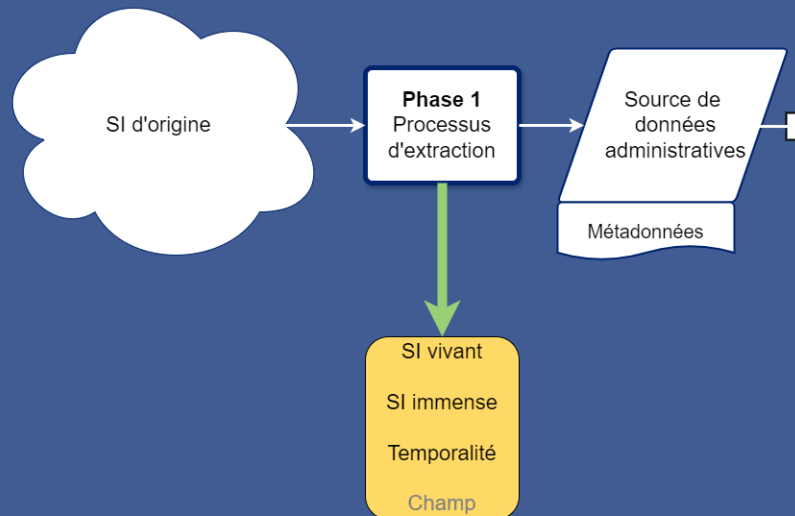 SI d'origine
Phase 1
Processus
d'extraction
Source de
données
administratives
Métadonnées
SI vivant
SI immense
Temporalité
Champ